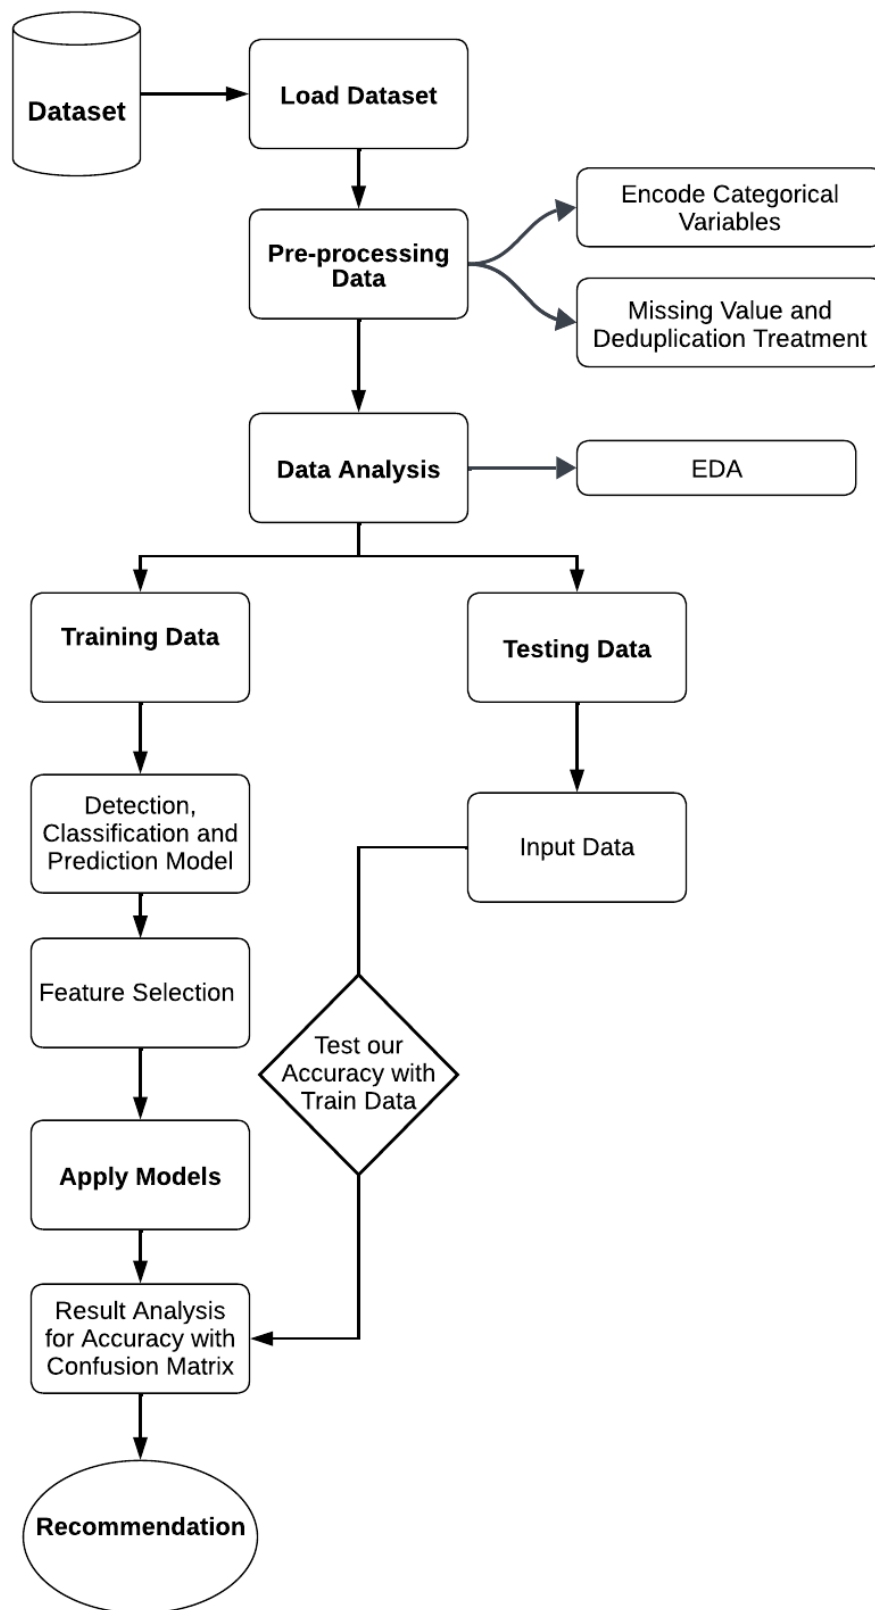 Dataset
Load Dataset
Pre-processing
Data
Encode Categorical
Variables
Missing Value and
Deduplication Treatment
Data Analysis
EDA
Training Data
Testing Data
Detection,
Classification and
Prediction Model
Input Data
Feature Selection
Test our
Accuracy with
Train Data
Apply Models
Result Analysis
for Accuracy with
Confusion Matrix
Recommendation